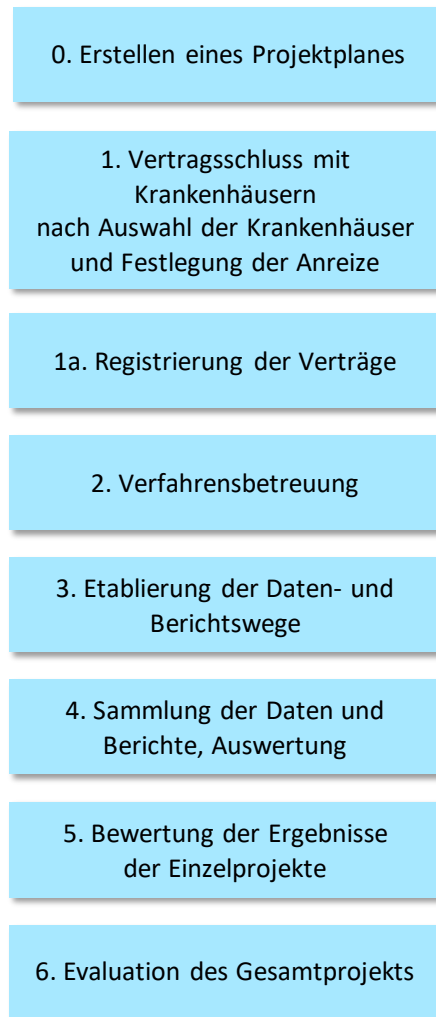 0. Erstellen eines Projektplanes
1. Vertragsschluss mit
Krankenhäusern
nach Auswahl der Krankenhäuser
und Festlegung der Anreize
1a. Registrierung der Verträge
2. Verfahrensbetreuung
3. Etablierung der Daten- und
Berichtswege
4. Sammlung der Daten und
Berichte, Auswertung
5. Bewertung der Ergebnisse
der Einzelprojekte
6. Evaluation des Gesamtprojekts